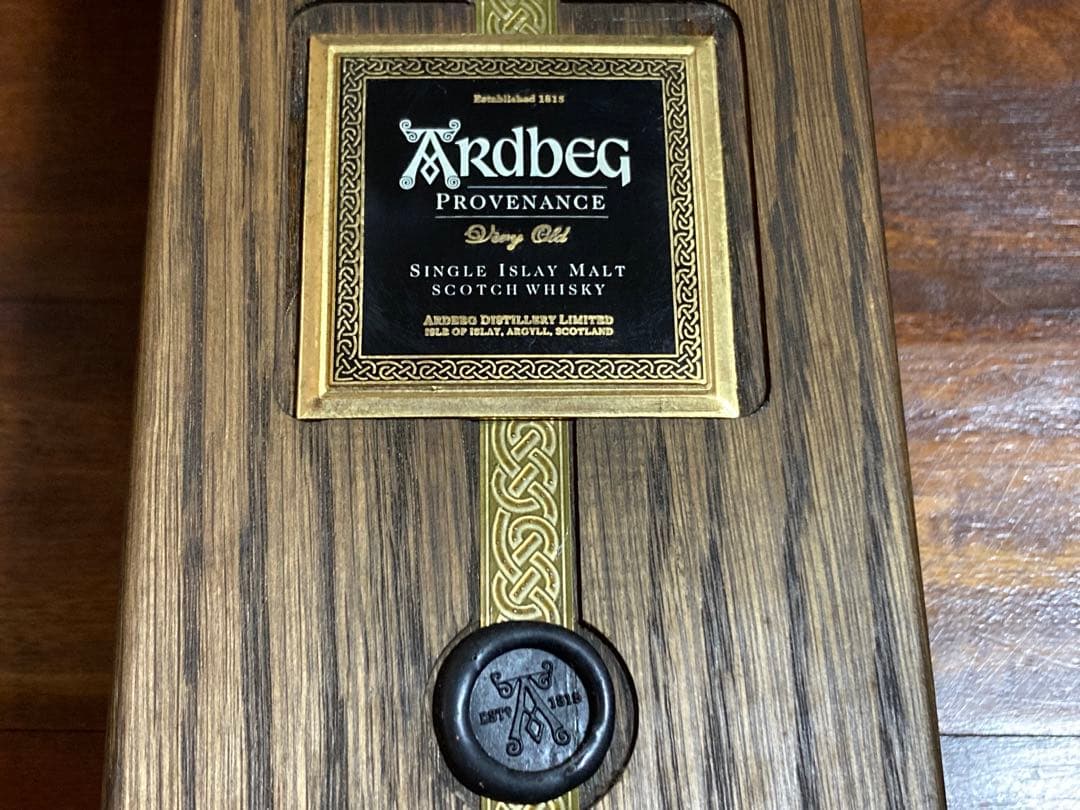 Established 1815
ARDBEG
PROVENANCE
Very Old
SINGLE ISLAY MALT
SCOTCH WHISKY
ARDBEG DISTILLERY LIMITED
ISLE OF ISLAY, ARGYLL, SCOTLAND
ESTD A 1815